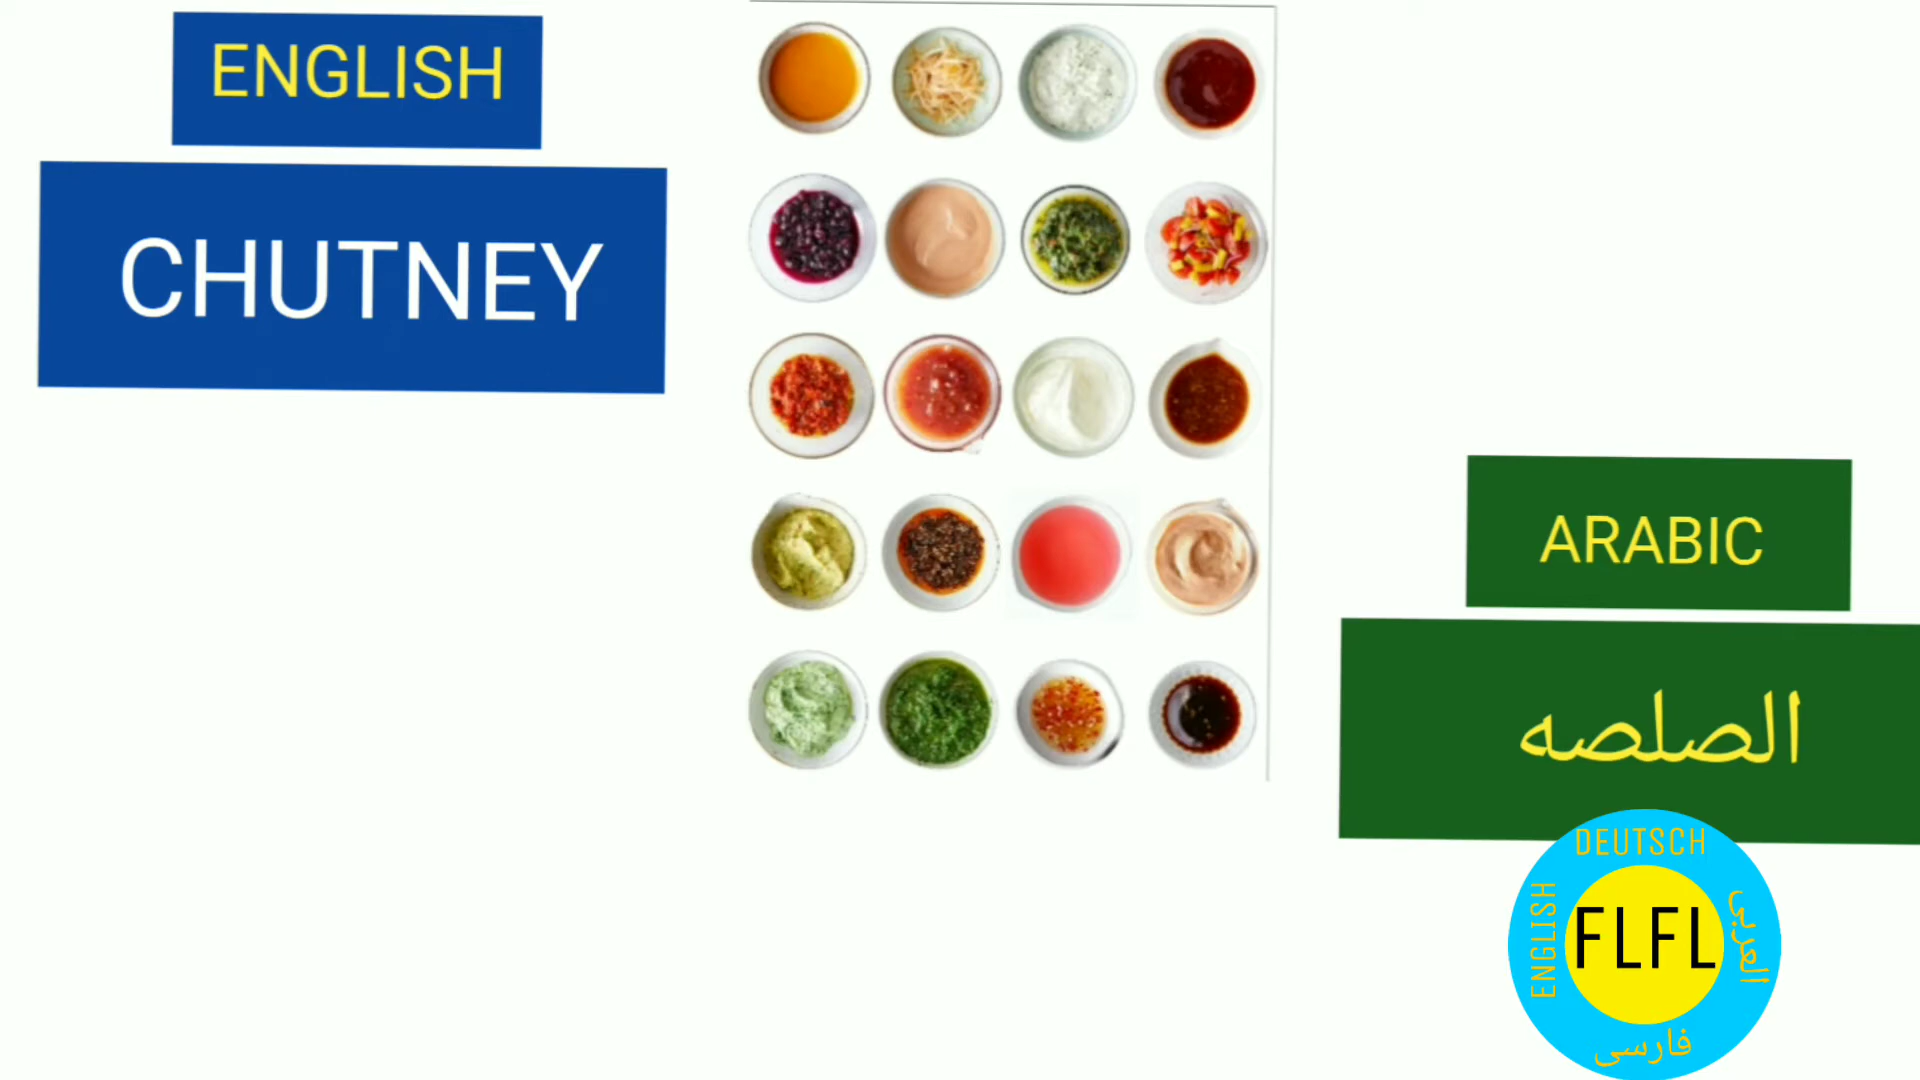 ENGLISH
CHUTNEY
ARABIC
الصلصه
DEUTSCH
ENGLISH
FLFL
العربي
فارسی